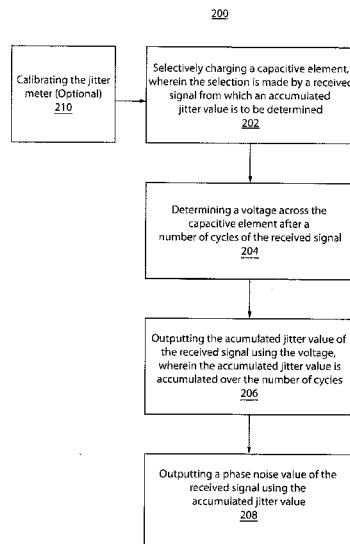 200
Calibrating the jitter
meter (Optional)
210
Selectively charging a capacitive element,
wherein the selection is made by a received
signal from which an accumulated
jitter value is to be determined
202
Determining a voltage across the
capacitive element after a
number of cycles of the received signal
204
Outputting the acumulated jitter value of
the received signal using the voltage,
wherein the accumulated jitter value is
accumulated over the number of cycles
206
Outputting a phase noise value of the
received signal using the
accumulated jitter value
208